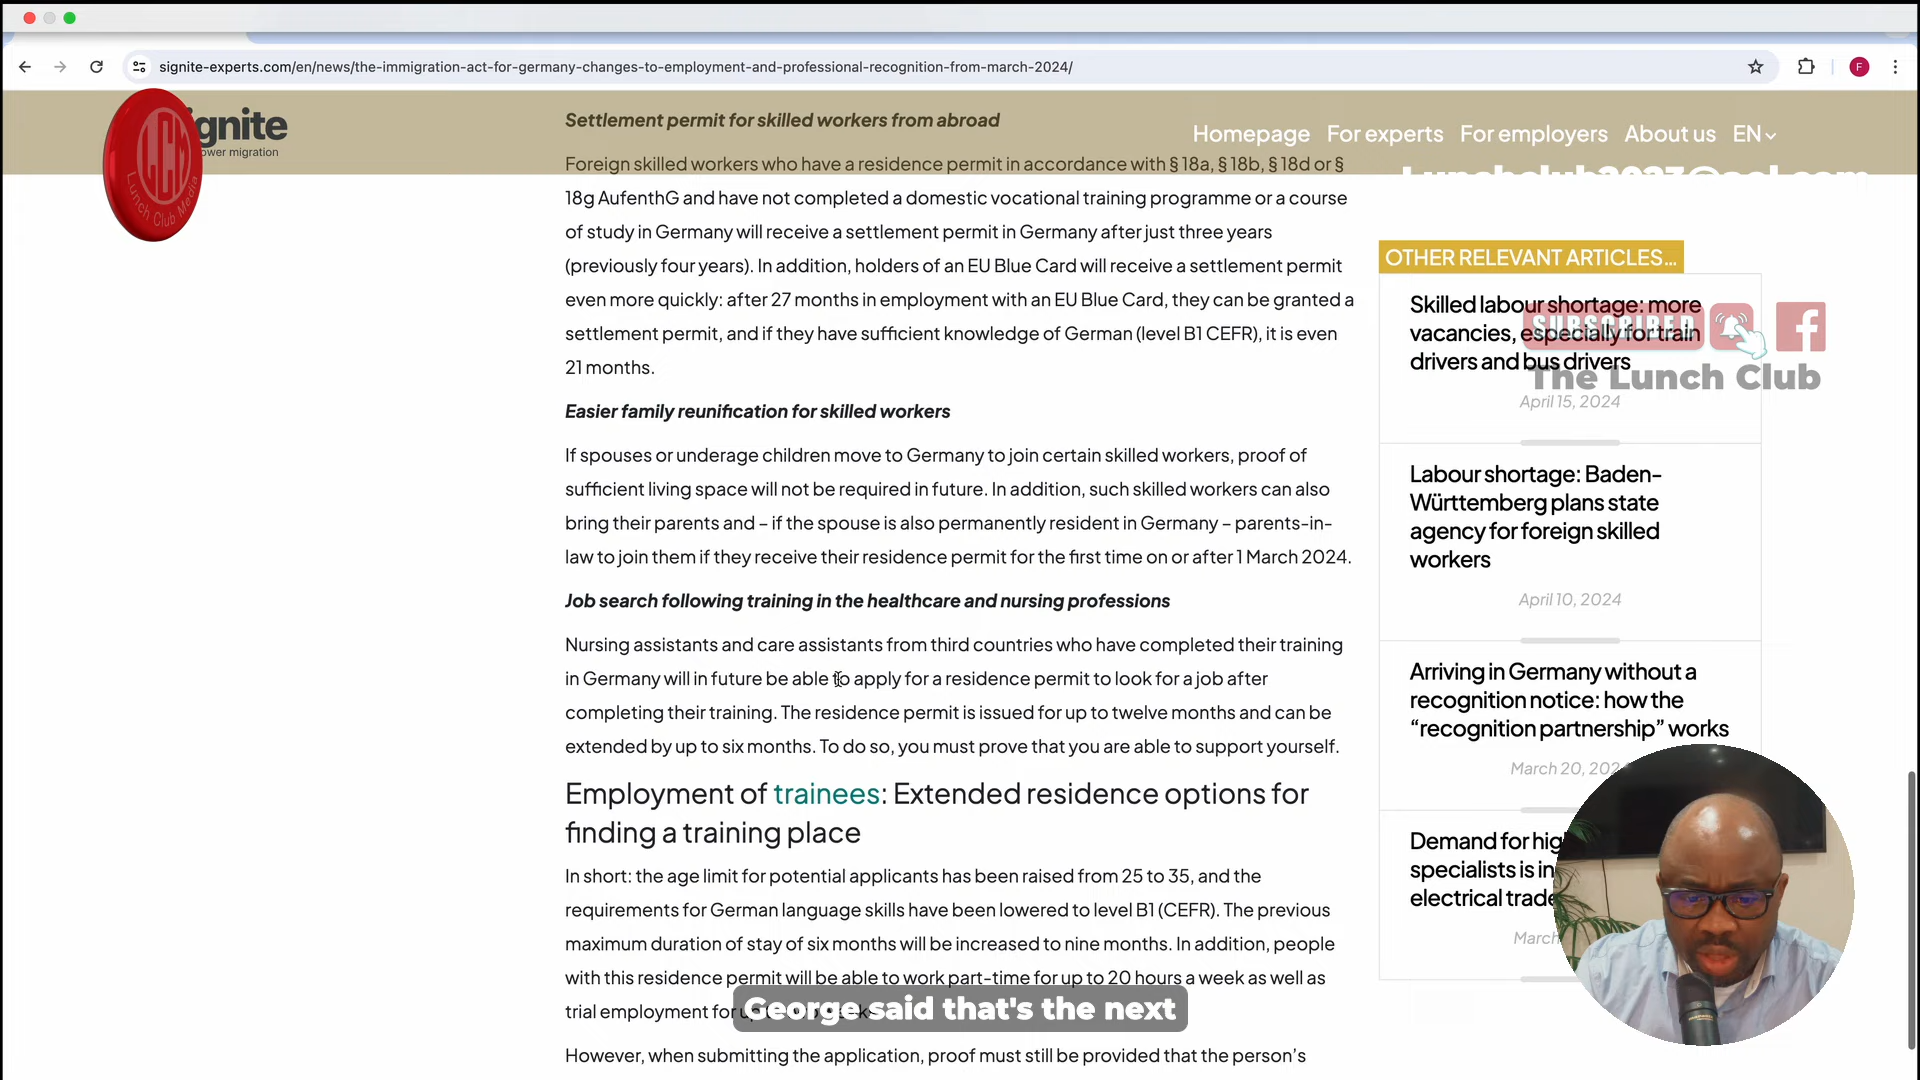 signite-experts.com/en/news/the-immigration-act-for-germany-changes-to-employment-and-professional-recognition-from-march-2024/
F
ignite
ower migration
LCM
Lunch Club Media
Homepage
For experts
For employers
About us
EN
Lunchclub2023@aol.com
Settlement permit for skilled workers from abroad
Foreign skilled workers who have a residence permit in accordance with § 18a, § 18b, § 18d or §
18g AufenthG and have not completed a domestic vocational training programme or a course
of study in Germany will receive a settlement permit in Germany after just three years
(previously four years). In addition, holders of an EU Blue Card will receive a settlement permit
even more quickly: after 27 months in employment with an EU Blue Card, they can be granted a
settlement permit, and if they have sufficient knowledge of German (level B1 CEFR), it is even
21 months.
Easier family reunification for skilled workers
If spouses or underage children move to Germany to join certain skilled workers, proof of
sufficient living space will not be required in future. In addition, such skilled workers can also
bring their parents and – if the spouse is also permanently resident in Germany – parents-in-
law to join them if they receive their residence permit for the first time on or after 1 March 2024.
Job search following training in the healthcare and nursing professions
Nursing assistants and care assistants from third countries who have completed their training
in Germany will in future be able to apply for a residence permit to look for a job after
completing their training. The residence permit is issued for up to twelve months and can be
extended by up to six months. To do so, you must prove that you are able to support yourself.
Employment of trainees: Extended residence options for
finding a training place
In short: the age limit for potential applicants has been raised from 25 to 35, and the
requirements for German language skills have been lowered to level B1 (CEFR). The previous
maximum duration of stay of six months will be increased to nine months. In addition, people
with this residence permit will be able to work part-time for up to 20 hours a week as well as
trial employment for
George said that's the next
However, when submitting the application, proof must still be provided that the person's
OTHER RELEVANT ARTICLES...
Skilled labour shortage: more
vacancies, especially for train
drivers and bus drivers
April 15, 2024
SUBSCRIBED
f
The Lunch Club
Labour shortage: Baden-
Württemberg plans state
agency for foreign skilled
workers
April 10, 2024
Arriving in Germany without a
recognition notice: how the
“recognition partnership” works
March 20, 202
Demand for hig
specialists is in
electrical trade
March